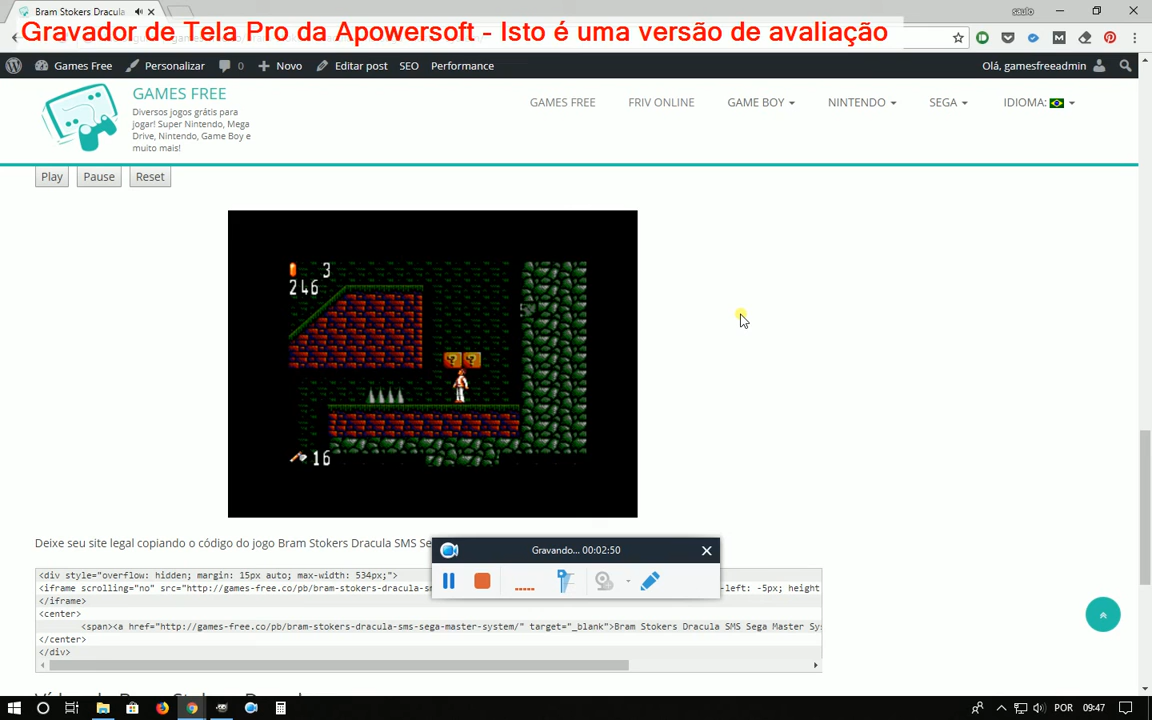 Bram Stokers Dracula
saulo
Gravador de Tela Pro da Apowersoft - Isto é uma versão de avaliação
Games Free
Personalizar
0
Novo
Editar post
SEO
Performance
Olá, gamesfreeadmin
GAMES FREE
Diversos jogos grátis para
jogar! Super Nintendo, Mega
Drive, Nintendo, Game Boy e
muito mais!
GAMES FREE
FRIV ONLINE
GAME BOY
NINTENDO
SEGA
IDIOMA:
Play
Pause
Reset
3
246
? ?
16
Deixe seu site legal copiando o código do jogo Bram Stokers Dracula SMS Se
Gravando... 00:02:50
<div style="overflow: hidden; margin: 15px auto; max-width: 534px;">
<iframe scrolling="no" src="http://games-free.co/pb/bram-stokers-dracula-sm -left: -5px; height
</iframe>
<center>
<span><a href="http://games-free.co/pb/bram-stokers-dracula-sms-sega-master-system/" target="_blank">Bram Stokers Dracula SMS Sega Master Sys
</center>
</div>
POR
09:47